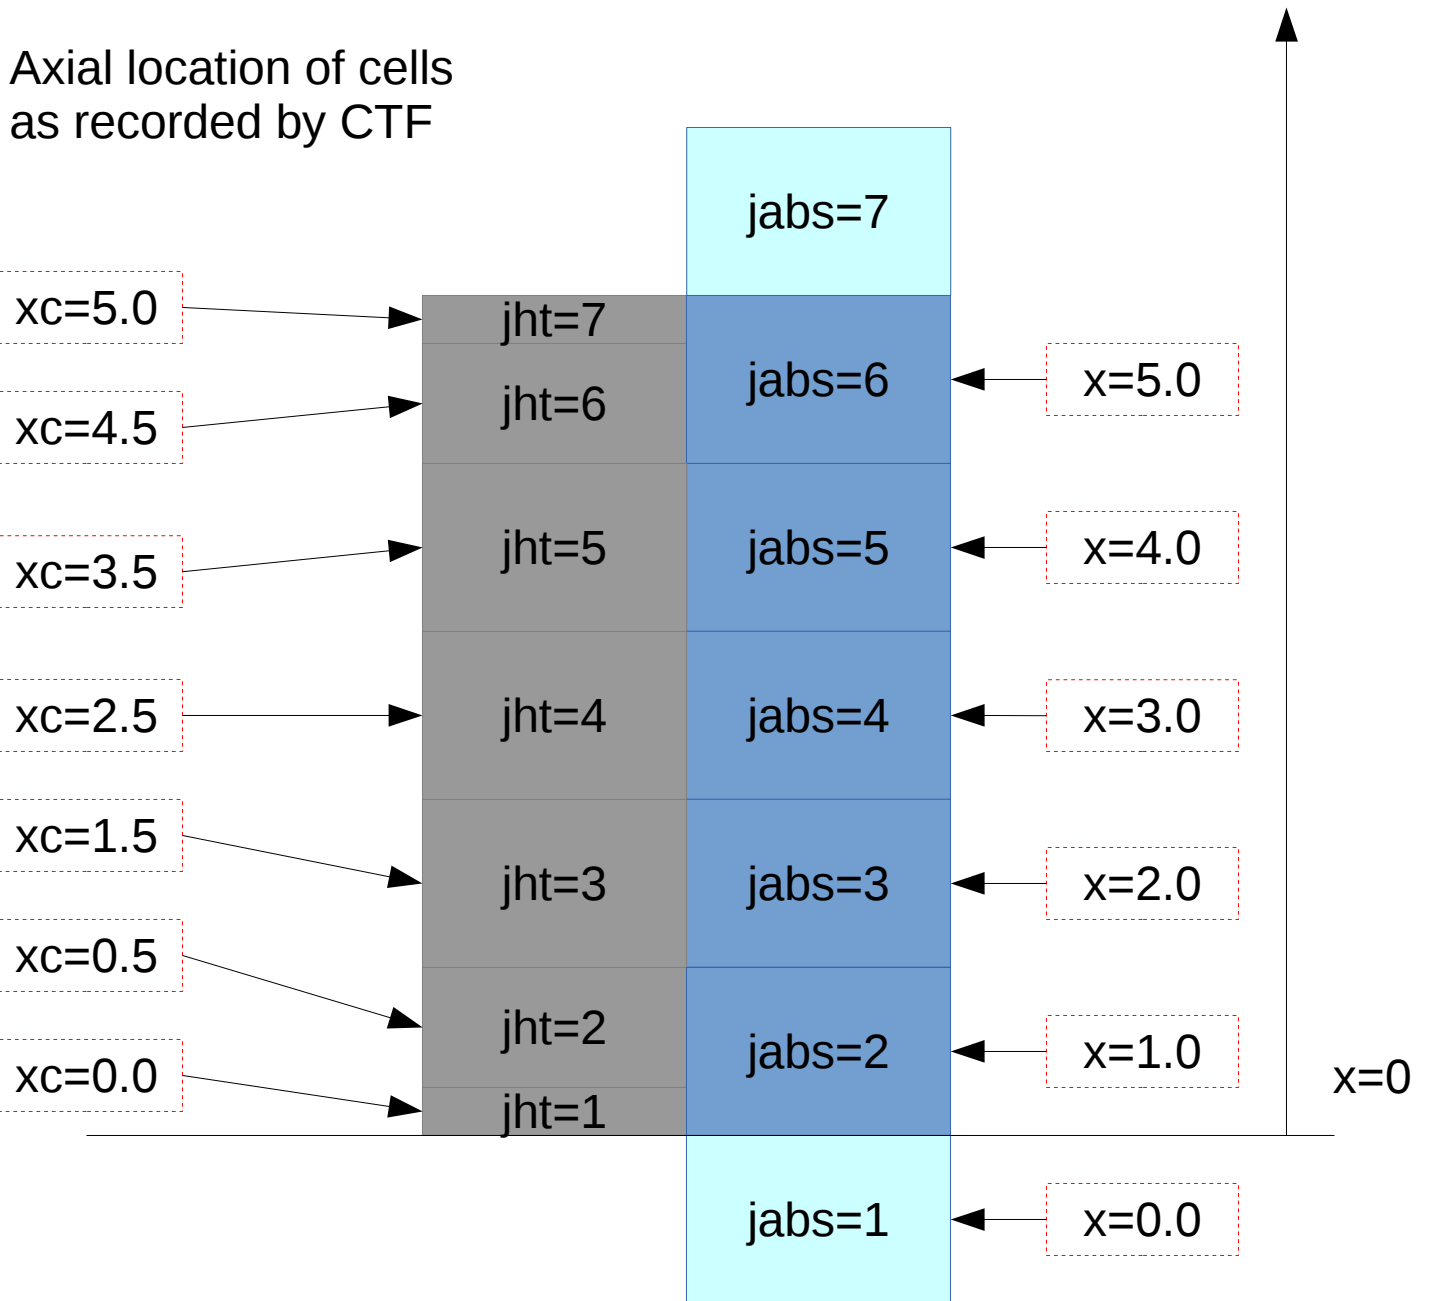 Axial location of cells
as recorded by CTF
jabs=7
xc=5.0
jht=7
xc=4.5
jht=6
jabs=6
x=5.0
xc=3.5
jht=5
jabs=5
x=4.0
xc=2.5
jht=4
jabs=4
x=3.0
xc=1.5
jht=3
jabs=3
x=2.0
xc=0.5
jht=2
jabs=2
x=1.0
xc=0.0
jht=1
x=0
jabs=1
x=0.0